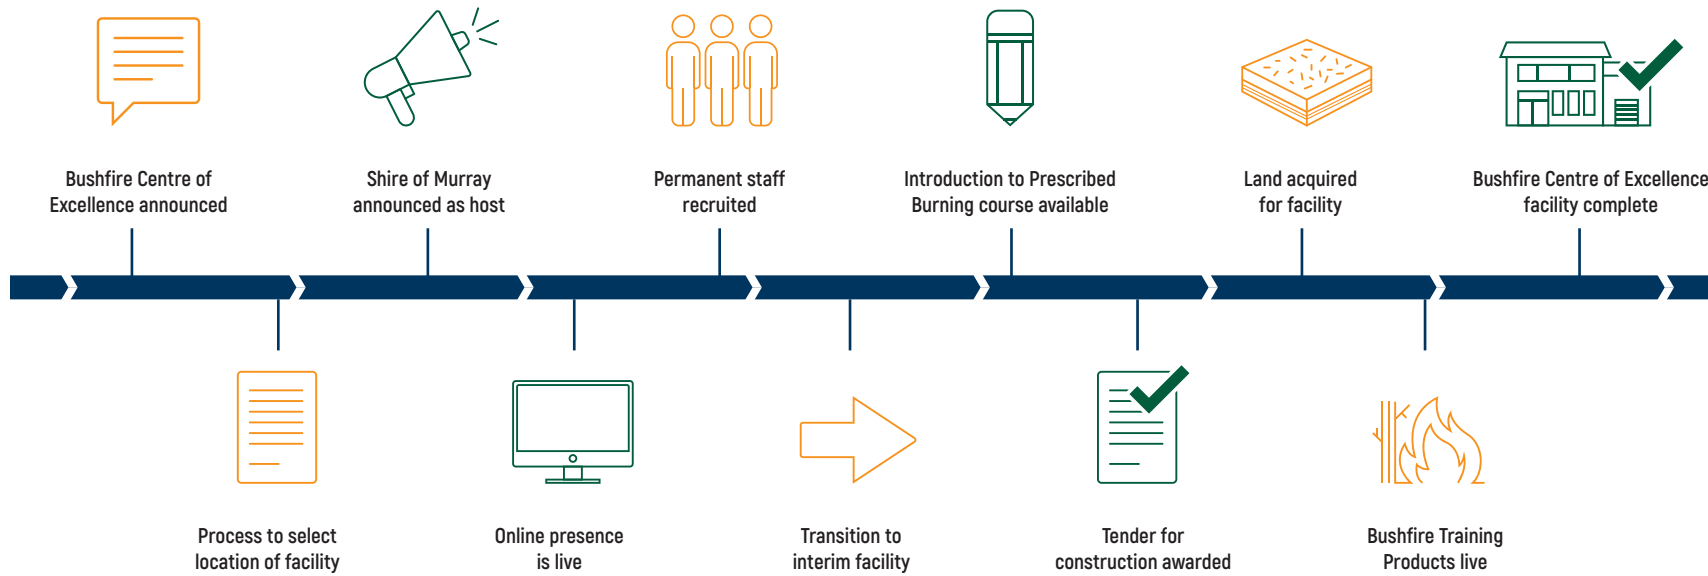 Bushfire Centre of
Excellence announced
Shire of Murray
announced as host
Permanent staff
recruited
Introduction to Prescribed
Burning course available
Land acquired
for facility
Bushfire Centre of Excellence
facility complete
Process to select
location of facility
Online presence
is live
Transition to
interim facility
Tender for
construction awarded
Bushfire Training
Products live